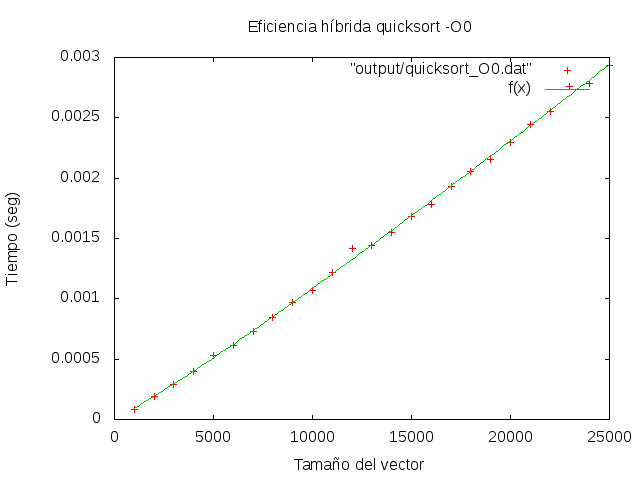 Eficiencia híbrida quicksort -O0
"output/quicksort_O0.dat"
f(x)
0.003
0.0025
0.002
0.0015
0.001
0.0005
0
Tiempo (seg)
0 5000 10000 15000 20000 25000
Tamaño del vector